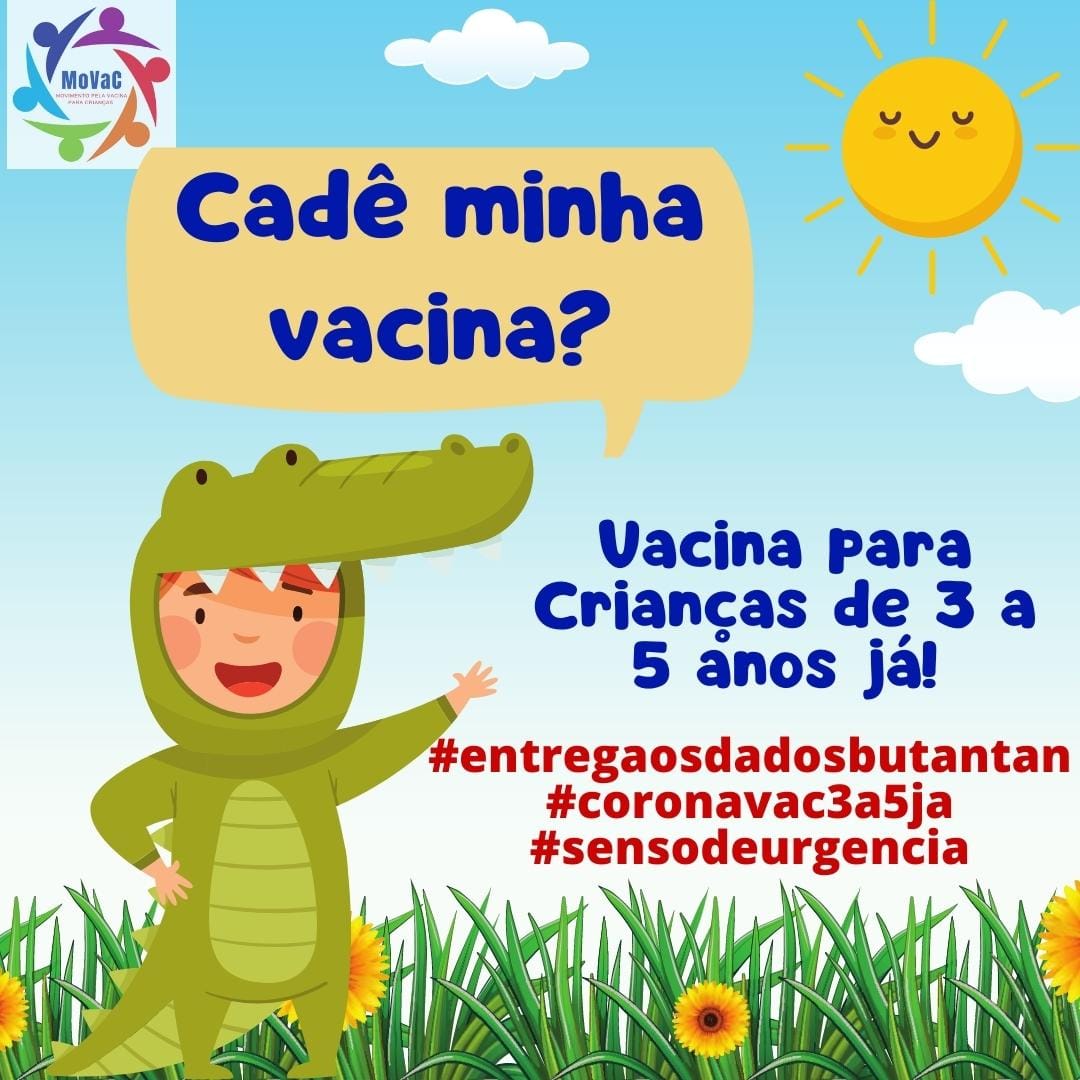 MoVaC
MOVIMENTO PELA VACINA
PARA CRIANÇAS
Cadê minha
vacina?
Vacina para
Crianças de 3 a
5 anos já!
#entregaosdadosbutantan
#coronavac3a5ja
#sensodeurgencia